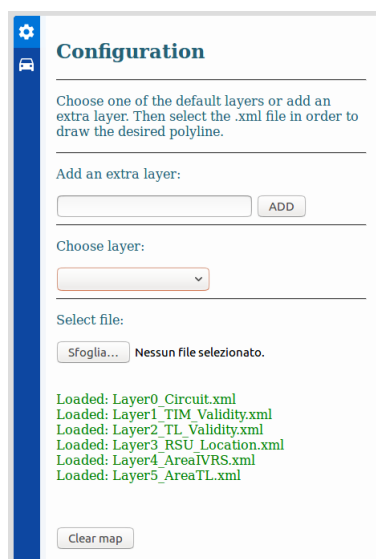 Configuration
Choose one of the default layers or add an
extra layer. Then select the .xml file in order to
draw the desired polyline.
Add an extra layer:
ADD
Choose layer:
Select file:
Sfoglia... Nessun file selezionato.
Loaded: Layer0_Circuit.xml
Loaded: Layer1_TIM_Validity.xml
Loaded: Layer2_TL_Validity.xml
Loaded: Layer3_RSU_Location.xml
Loaded: Layer4_AreaIVRS.xml
Loaded: Layer5_AreaTL.xml
Clear map